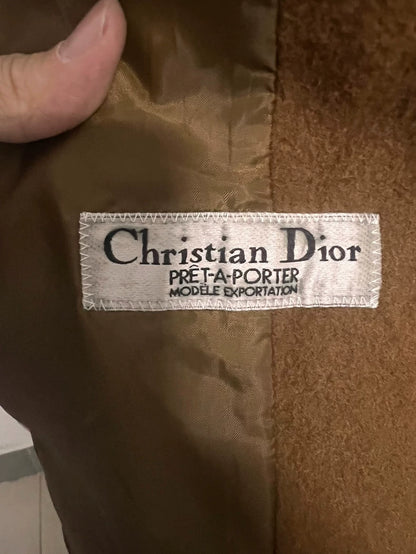 Christian Dior
PRÊT-A-PORTER
MODÈLE EXPORTATION